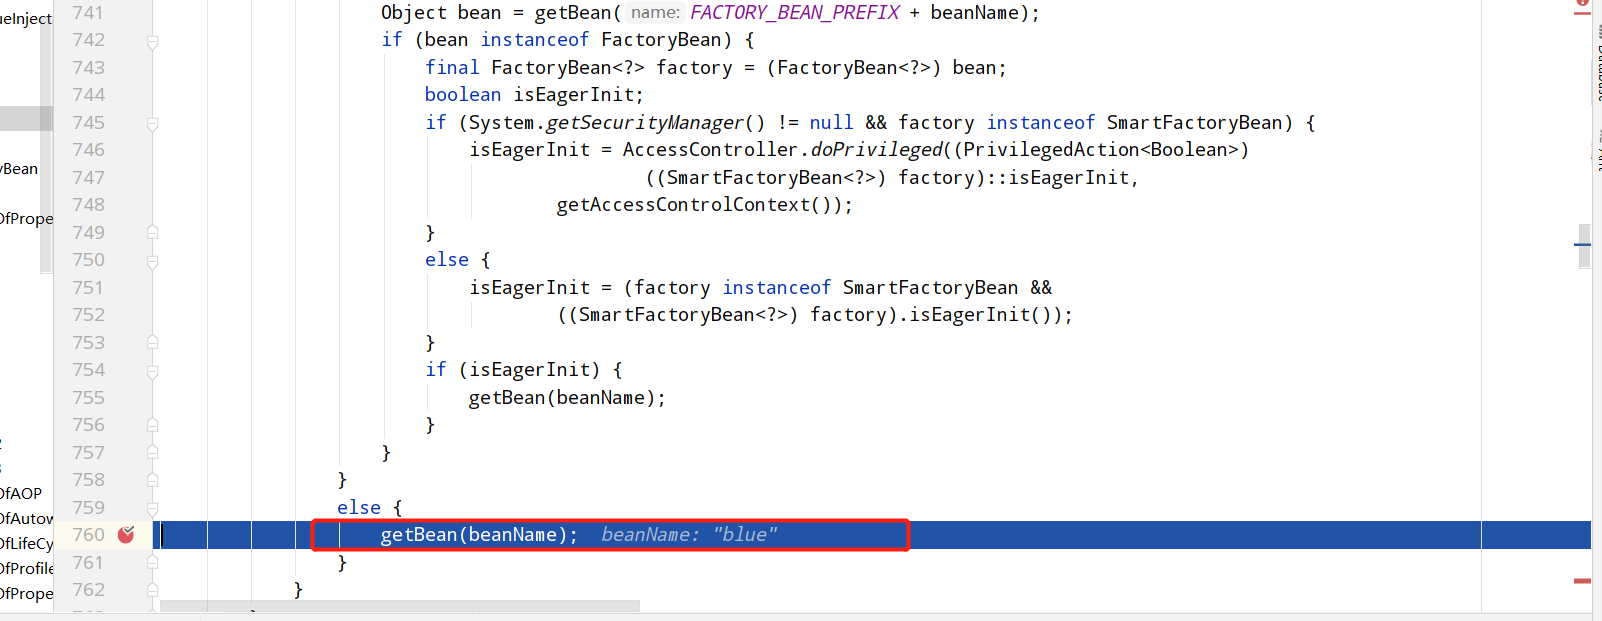 741 Object bean = getBean( name: FACTORY_BEAN_PREFIX + beanName);
ueInject
742 if (bean instanceof FactoryBean) {
743 final FactoryBean<?> factory = (FactoryBean<?>) bean;
744 boolean isEagerInit;
745 if (System.getSecurityManager() != null && factory instanceof SmartFactoryBean) {
746 isEagerInit = AccessController.doPrivileged((PrivilegedAction<Boolean>)
yBean
747 ((SmartFactoryBean<?>) factory)::isEagerInit,
748 getAccessControlContext());
OfPrope
749 }
750 else {
751 isEagerInit = (factory instanceof SmartFactoryBean &&
752 ((SmartFactoryBean<?>) factory).isEagerInit());
753 }
754 if (isEagerInit) {
755 getBean(beanName);
756 }
757 }
758 }
OfAOP
759 else {
OfAutow
760 getBean(beanName); beanName: "blue"
OfLifeCy
761 }
OfProfile
762 }
OfPrope